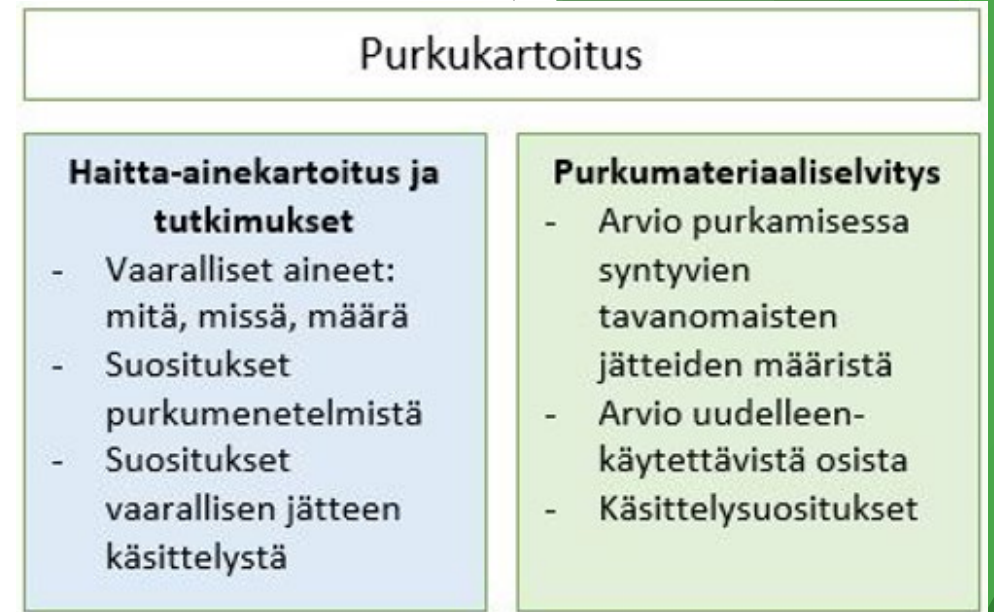 Purkukartoitus
Haitta-ainekartoitus ja
tutkimukset
- Vaaralliset aineet:
mitä, missä, määrä
- Suositukset
purkumenetelmistä
- Suositukset
vaarallisen jätteen
käsittelystä
Purkumateriaaliselvitys
- Arvio purkamisessa
syntyvien
tavanomaisten
jätteiden määristä
- Arvio uudelleen-
käytettävistä osista
- Käsittelysuositukset